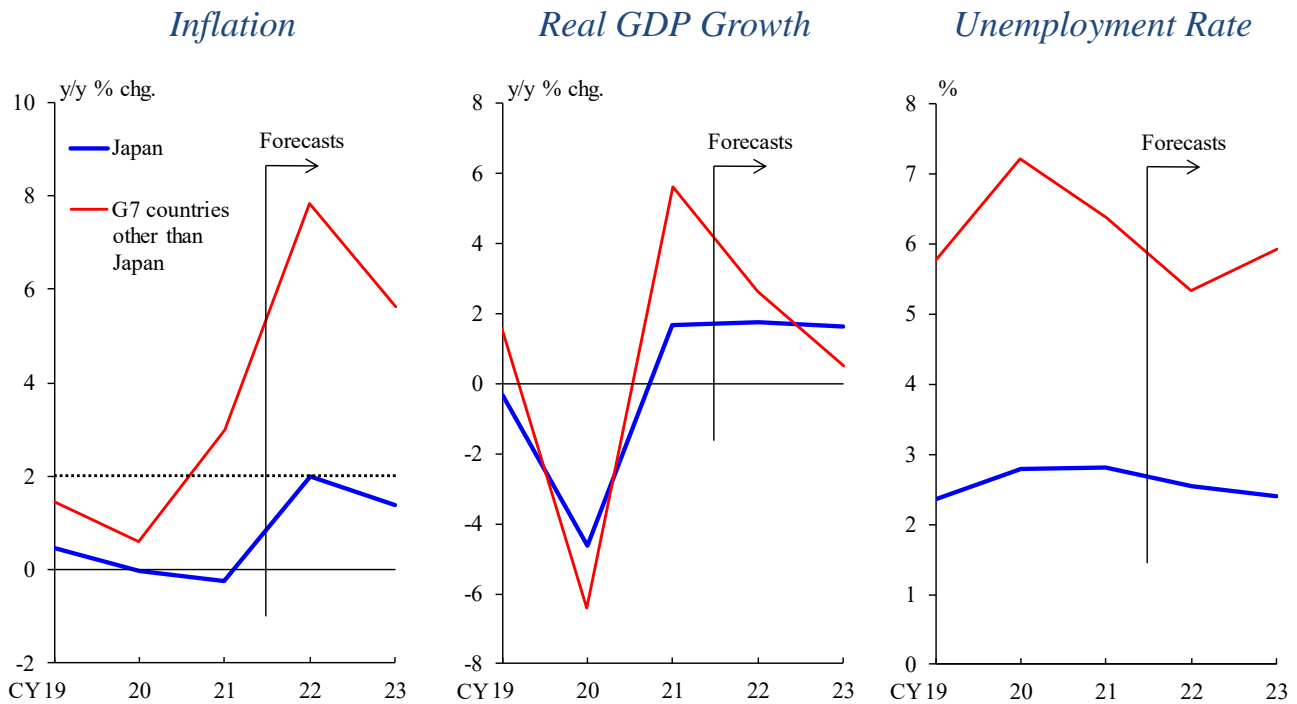 Inflation
y/y % chg.
10
8
6
4
2
0
-2
Japan
G7 countries
other than
Japan
Forecasts
CY 19 20 21 22 23
Real GDP Growth
y/y % chg.
8
6
4
2
0
-2
-4
-6
-8
Forecasts
CY 19 20 21 22 23
Unemployment Rate
%
8
7
6
5
4
3
2
1
0
Forecasts
CY 19 20 21 22 23